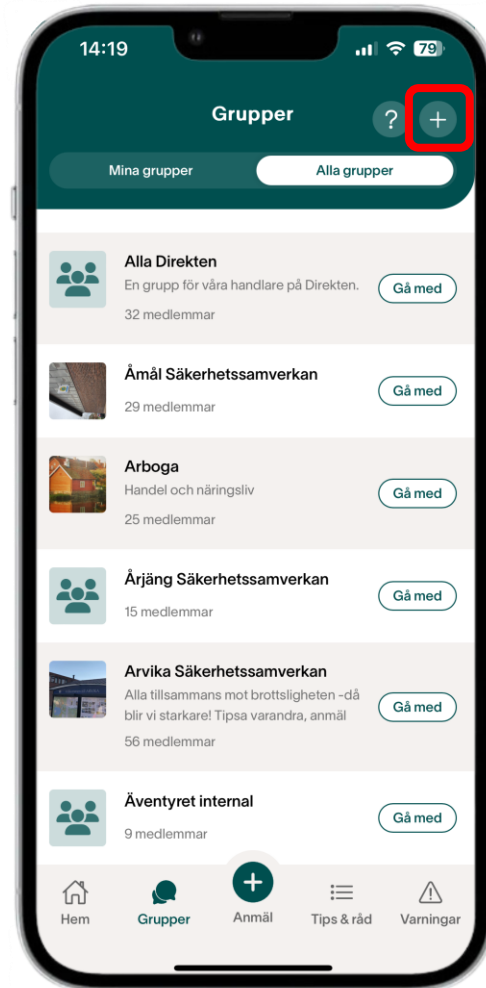 14:19
79
Grupper
?
+
Mina grupper
Alla grupper
Alla Direkten
En grupp för våra handlare på Direkten.
32 medlemmar
Gå med
Åmål Säkerhetssamverkan
29 medlemmar
Gå med
Arboga
Handel och näringsliv
25 medlemmar
Gå med
Årjäng Säkerhetssamverkan
15 medlemmar
Gå med
Arvika Säkerhetssamverkan
Alla tillsammans mot brottsligheten -då
blir vi starkare! Tipsa varandra, anmäl
56 medlemmar
Gå med
Äventyret internal
9 medlemmar
Gå med
Hem
Grupper
Anmäl
Tips & råd
Varningar